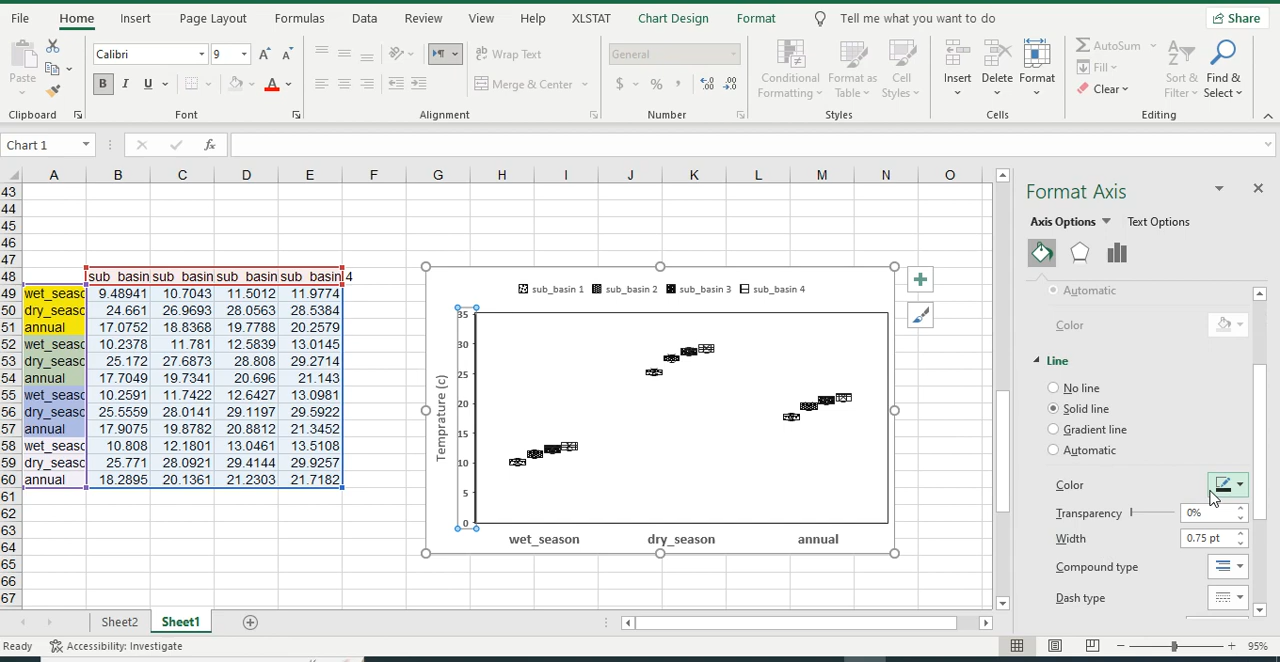 File Home Insert Page Layout Formulas Data Review View Help XLSTAT Chart Design Format Tell me what you want to do Share
Paste Calibri 9 B I U A Wrap Text Merge & Center General $ % , Conditional Formatting Format as Table Cell Styles Insert Delete Format AutoSum Fill Clear Sort & Filter Find & Select
Clipboard Font Alignment Number Styles Cells Editing
Chart 1 fx
A B C D E F G H I J K L M N O
43
44
45
46
47
48 sub_basin sub_basin sub_basin sub_basin 4
49 wet_seaso 9.48941 10.7043 11.5012 11.9774
50 dry_seaso 24.661 26.9693 28.0563 28.5384
51 annual 17.0752 18.8368 19.7788 20.2579
52 wet_seaso 10.2378 11.781 12.5839 13.0145
53 dry_seaso 25.172 27.6873 28.808 29.2714
54 annual 17.7049 19.7341 20.696 21.143
55 wet_seaso 10.2591 11.7422 12.6427 13.0981
56 dry_seaso 28.0141 29.1197 29.5922
57 annual 17.9075 19.8782 20.8812 21.3452
58 wet_seaso 10.808 12.1801 13.0461 13.5108
59 dry_seaso 25.771 28.0921 29.4144 29.9257
60 annual 18.2895 20.1361 21.2303 21.7182
61
62
63
64
65
66
67
sub_basin 1 sub_basin 2 sub_basin 3 sub_basin 4
35
30
25
20
15
10
5
0
Temprature (c)
wet_season dry_season annual
Format Axis
Axis Options Text Options
Automatic
Color
Line
No line
Solid line
Gradient line
Automatic
Color
Transparency 0%
Width 0.75 pt
Compound type
Dash type
Sheet2 Sheet1
Ready Accessibility: Investigate 95%